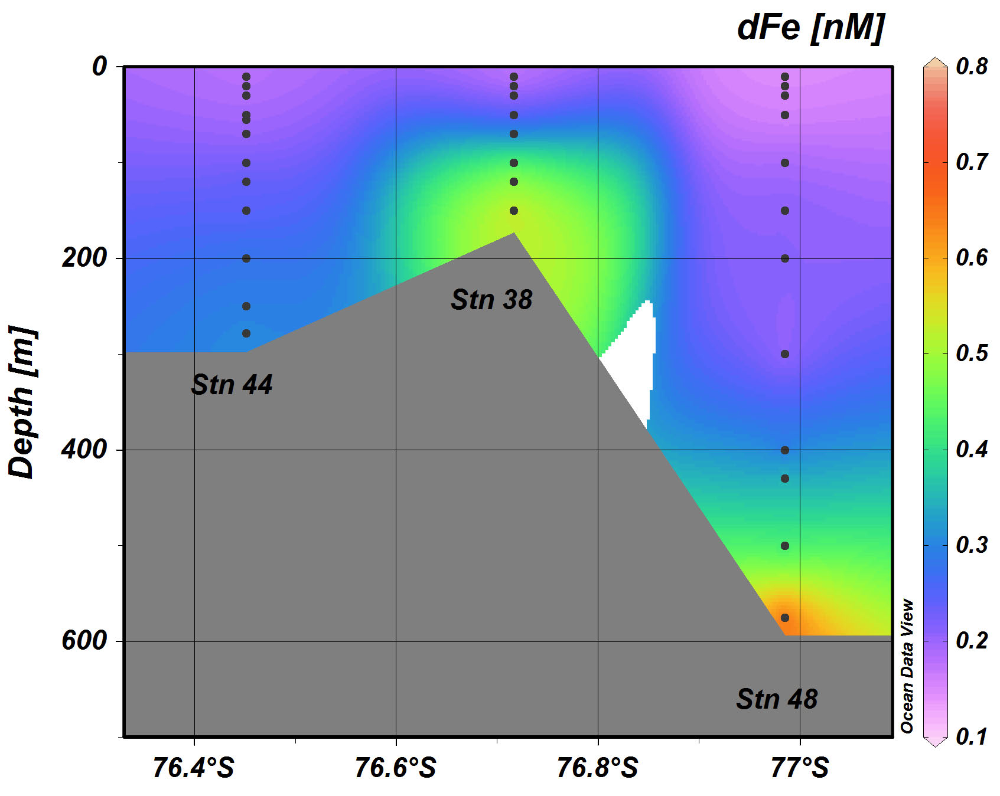 dFe [nM]
0
200
400
600
Depth [m]
Stn 44
Stn 38
Stn 48
76.4°S
76.6°S
76.8°S
77°S
Ocean Data View
0.8
0.7
0.6
0.5
0.4
0.3
0.2
0.1